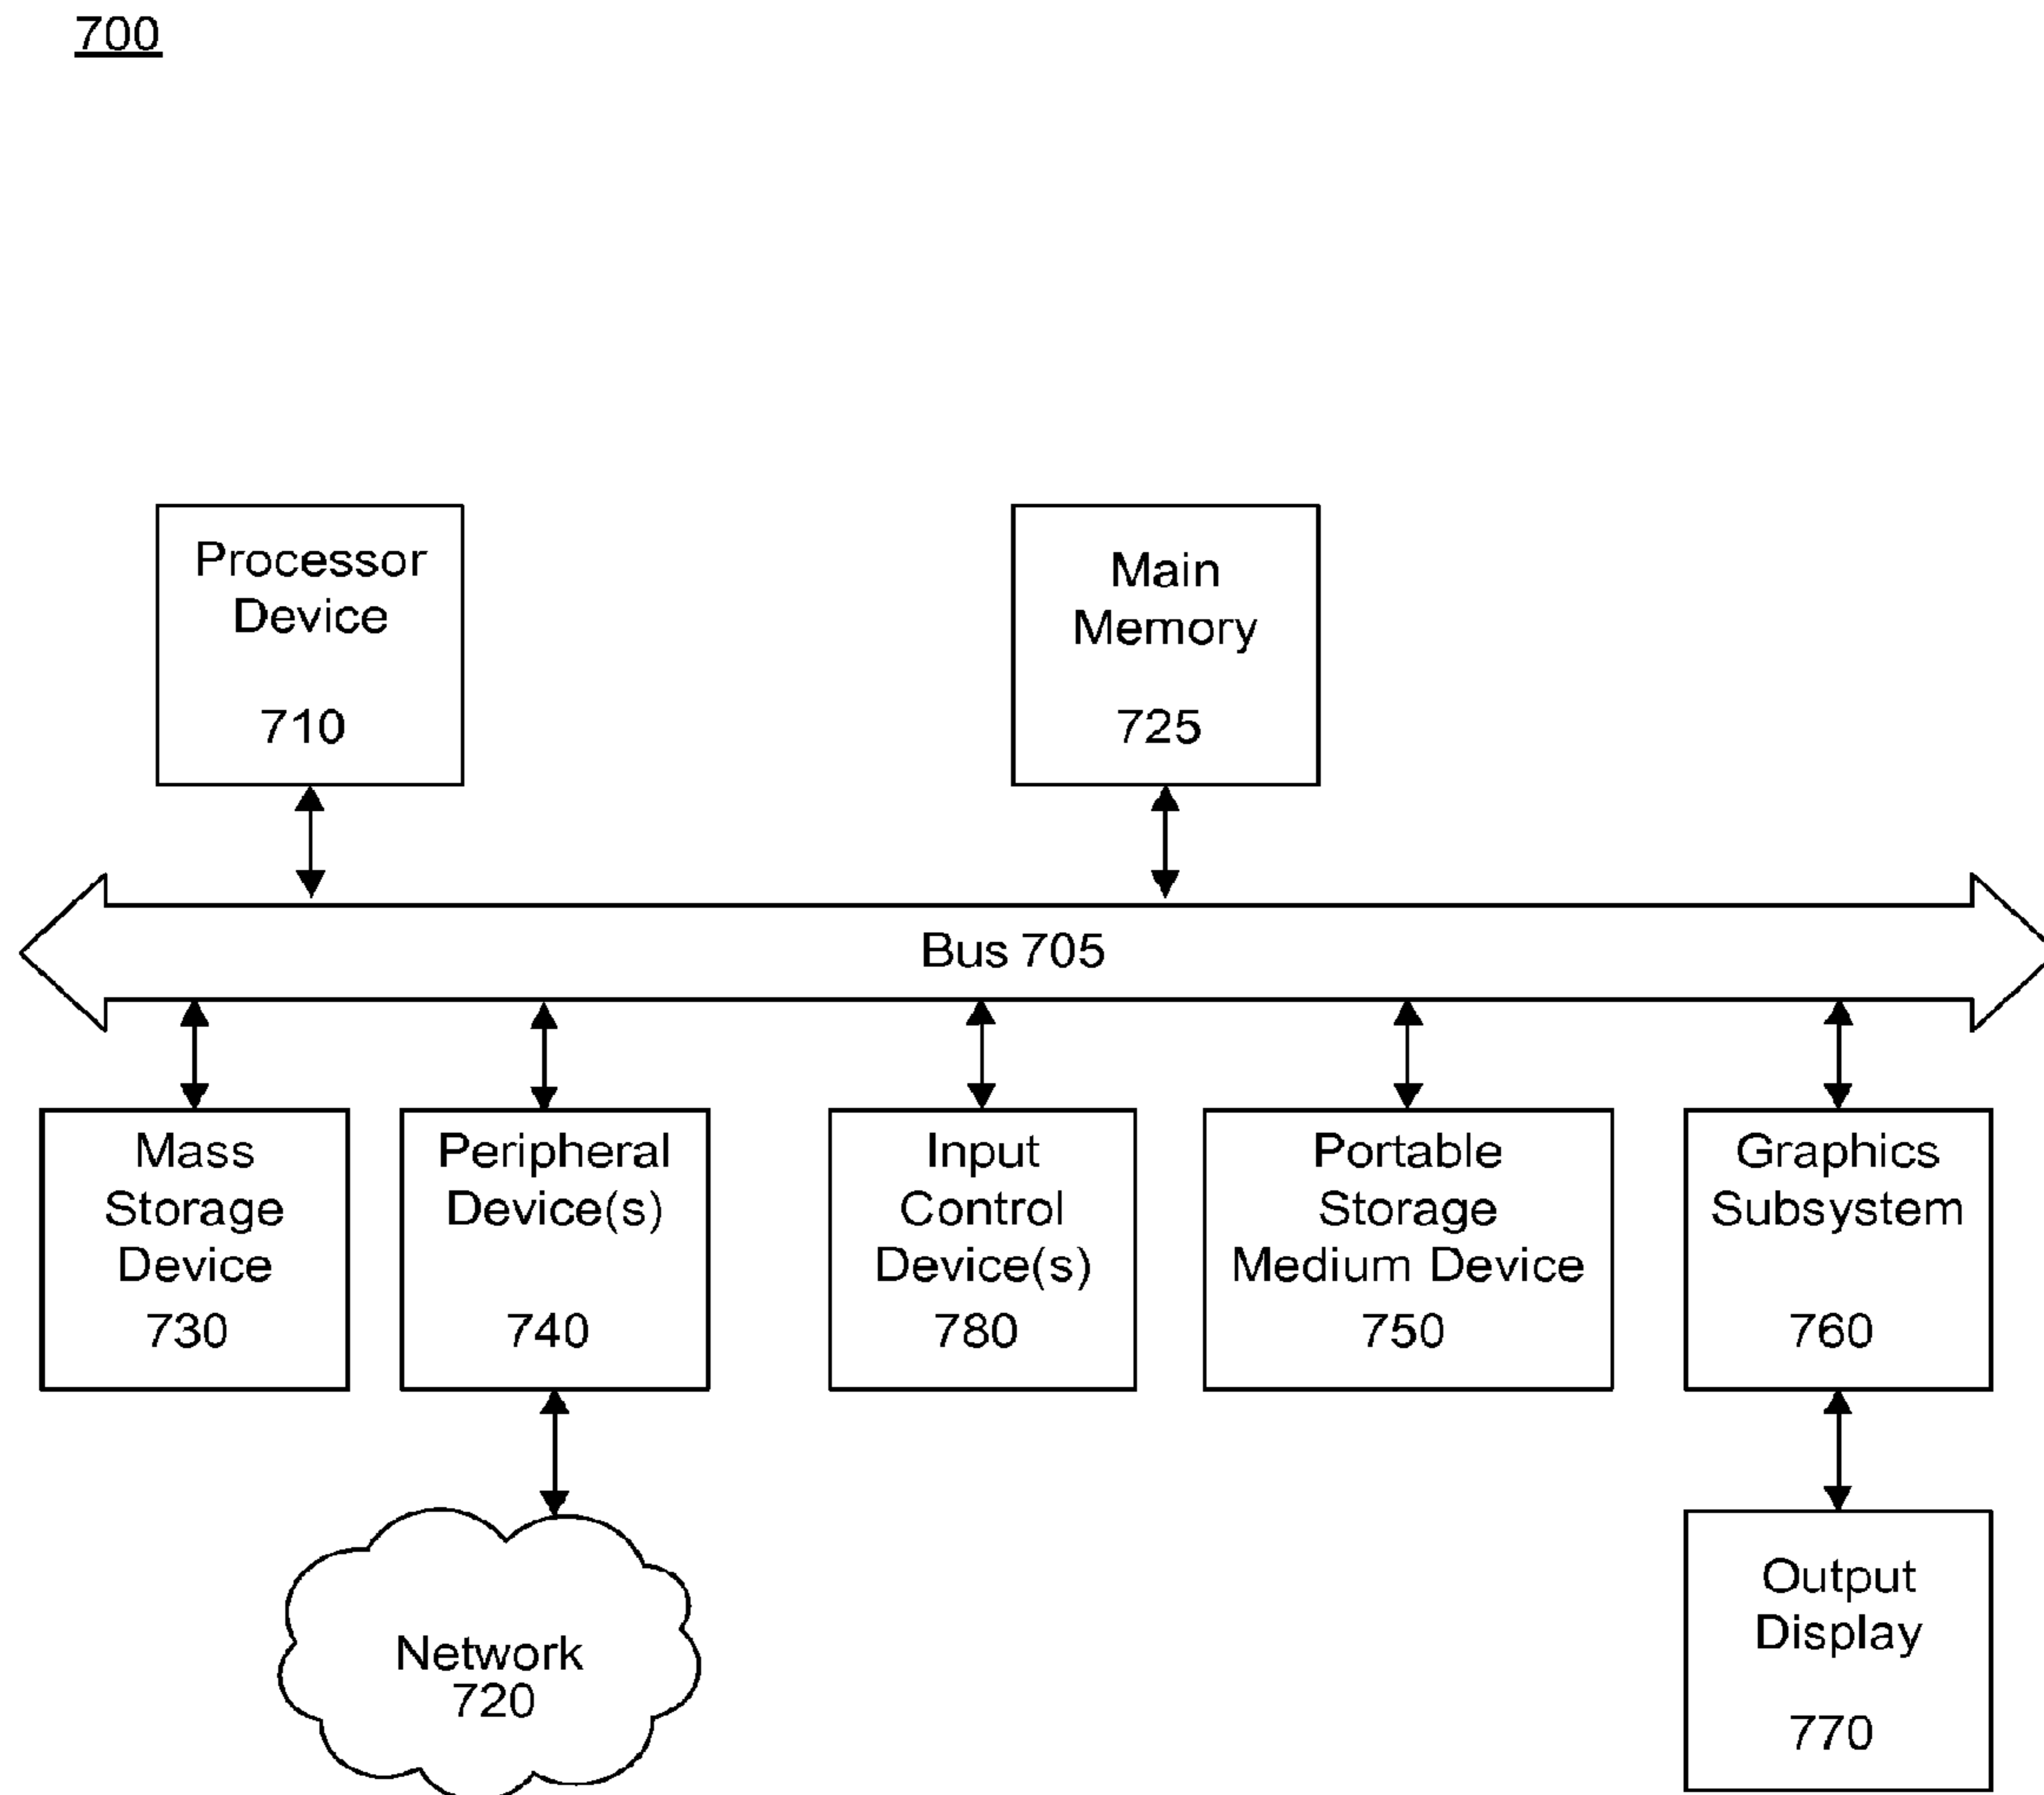 700
Processor
Device
710
Main
Memory
725
Bus 705
Mass
Storage
Device
730
Peripheral
Device(s)
740
Input
Control
Device(s)
780
Portable
Storage
Medium Device
750
Graphics
Subsystem
760
Network
720
Output
Display
770